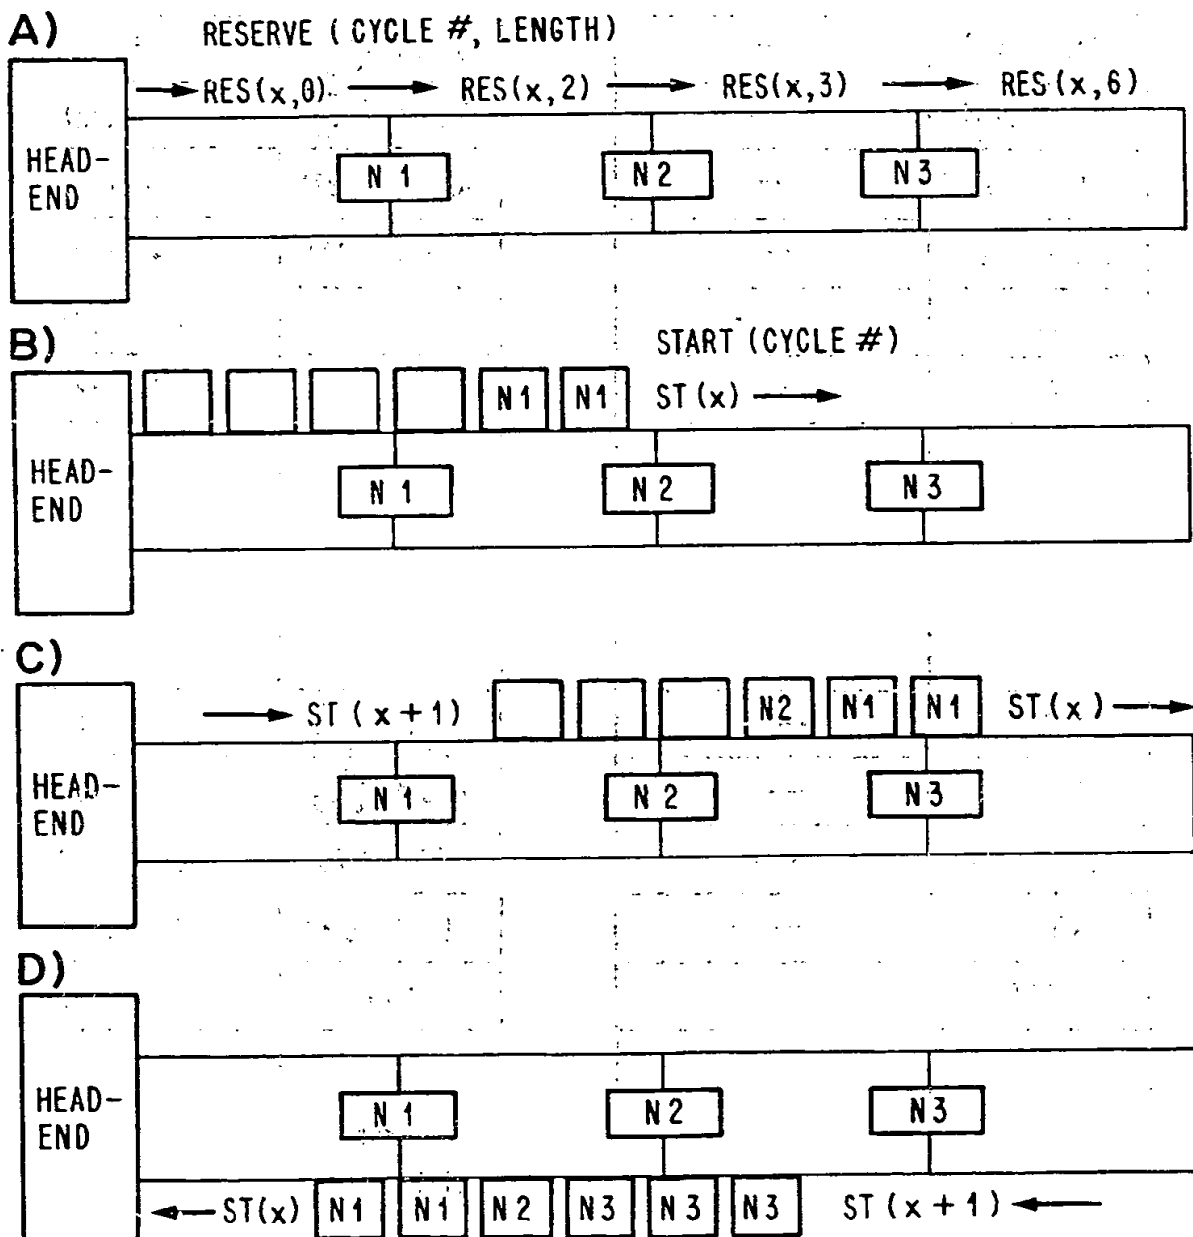 A)
RESERVE ( CYCLE #, LENGTH)
RES(x,0) RES(x,2) RES(x,3) RES(x,6)
HEAD-
END
N 1 N 2 N 3
B)
START (CYCLE #)
N1 N1 ST(x)
HEAD-
END
N 1 N 2 N 3
C)
ST(x+1) N2 N1 N1 ST(x)
HEAD-
END
N 1 N 2 N 3
D)
HEAD-
END
N 1 N 2 N 3
ST(x) N1 N1 N2 N3 N3 N3 ST(x+1)